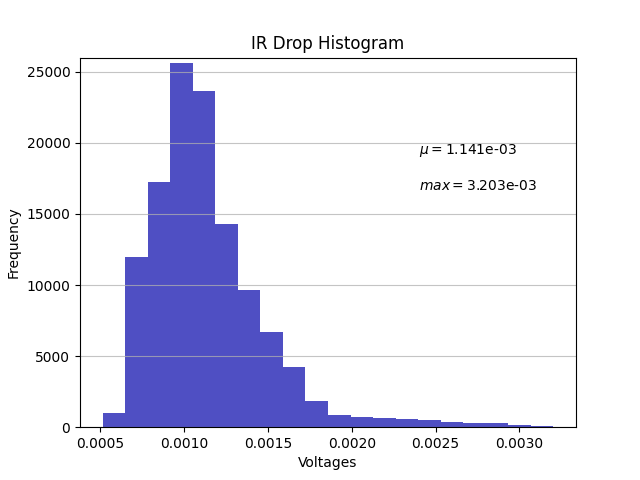 IR Drop Histogram
25000
20000
15000
10000
5000
0
Frequency
μ = 1.141e-03
max = 3.203e-03
0.0005 0.0010 0.0015 0.0020 0.0025 0.0030
Voltages